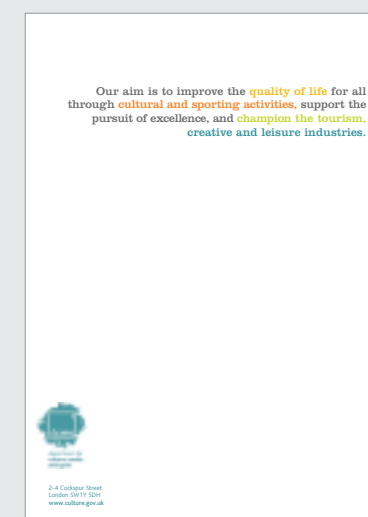 Our aim is to improve the quality of life for all
through cultural and sporting activities, support the
pursuit of excellence, and champion the tourism,
creative and leisure industries.
2-4 Cockspur Street
London SW1Y 5DH
www.culture.gov.uk